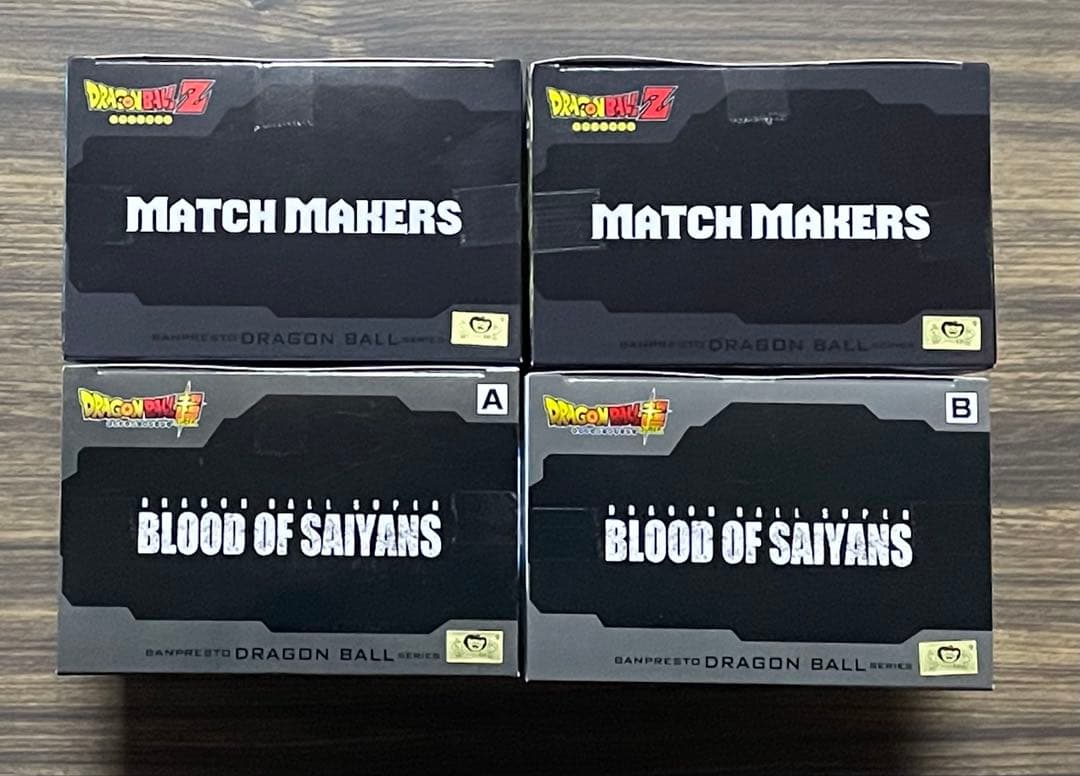 DRAGON BALL Z
MATCH MAKERS
BANPRESTO DRAGON BALL SERIES
DRAGON BALL Z
MATCH MAKERS
BANPRESTO DRAGON BALL SERIES
DRAGON BALL 超
A
DRAGON BALL SUPER
BLOOD OF SAIYANS
BANPRESTO DRAGON BALL SERIES
DRAGON BALL 超
B
DRAGON BALL SUPER
BLOOD OF SAIYANS
BANPRESTO DRAGON BALL SERIES